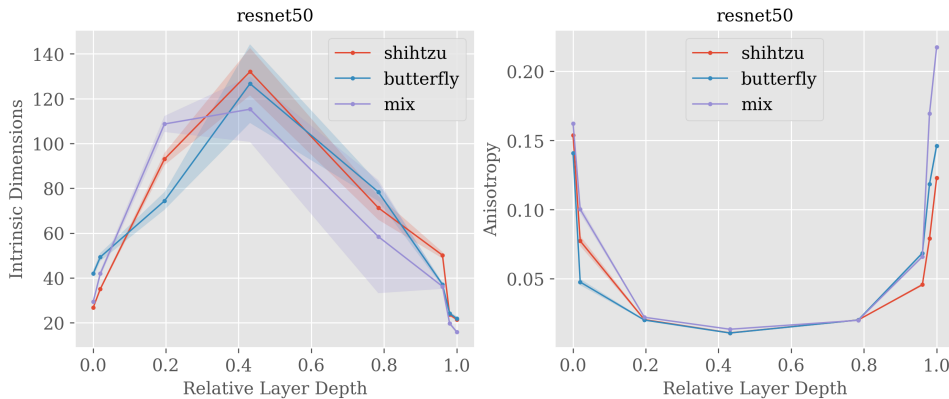 resnet50
Intrinsic Dimensions
140
120
100
80
60
40
20
shihtzu
butterfly
mix
0.0 0.2 0.4 0.6 0.8 1.0
Relative Layer Depth
resnet50
Anisotropy
0.20
0.15
0.10
0.05
shihtzu
butterfly
mix
0.0 0.2 0.4 0.6 0.8 1.0
Relative Layer Depth